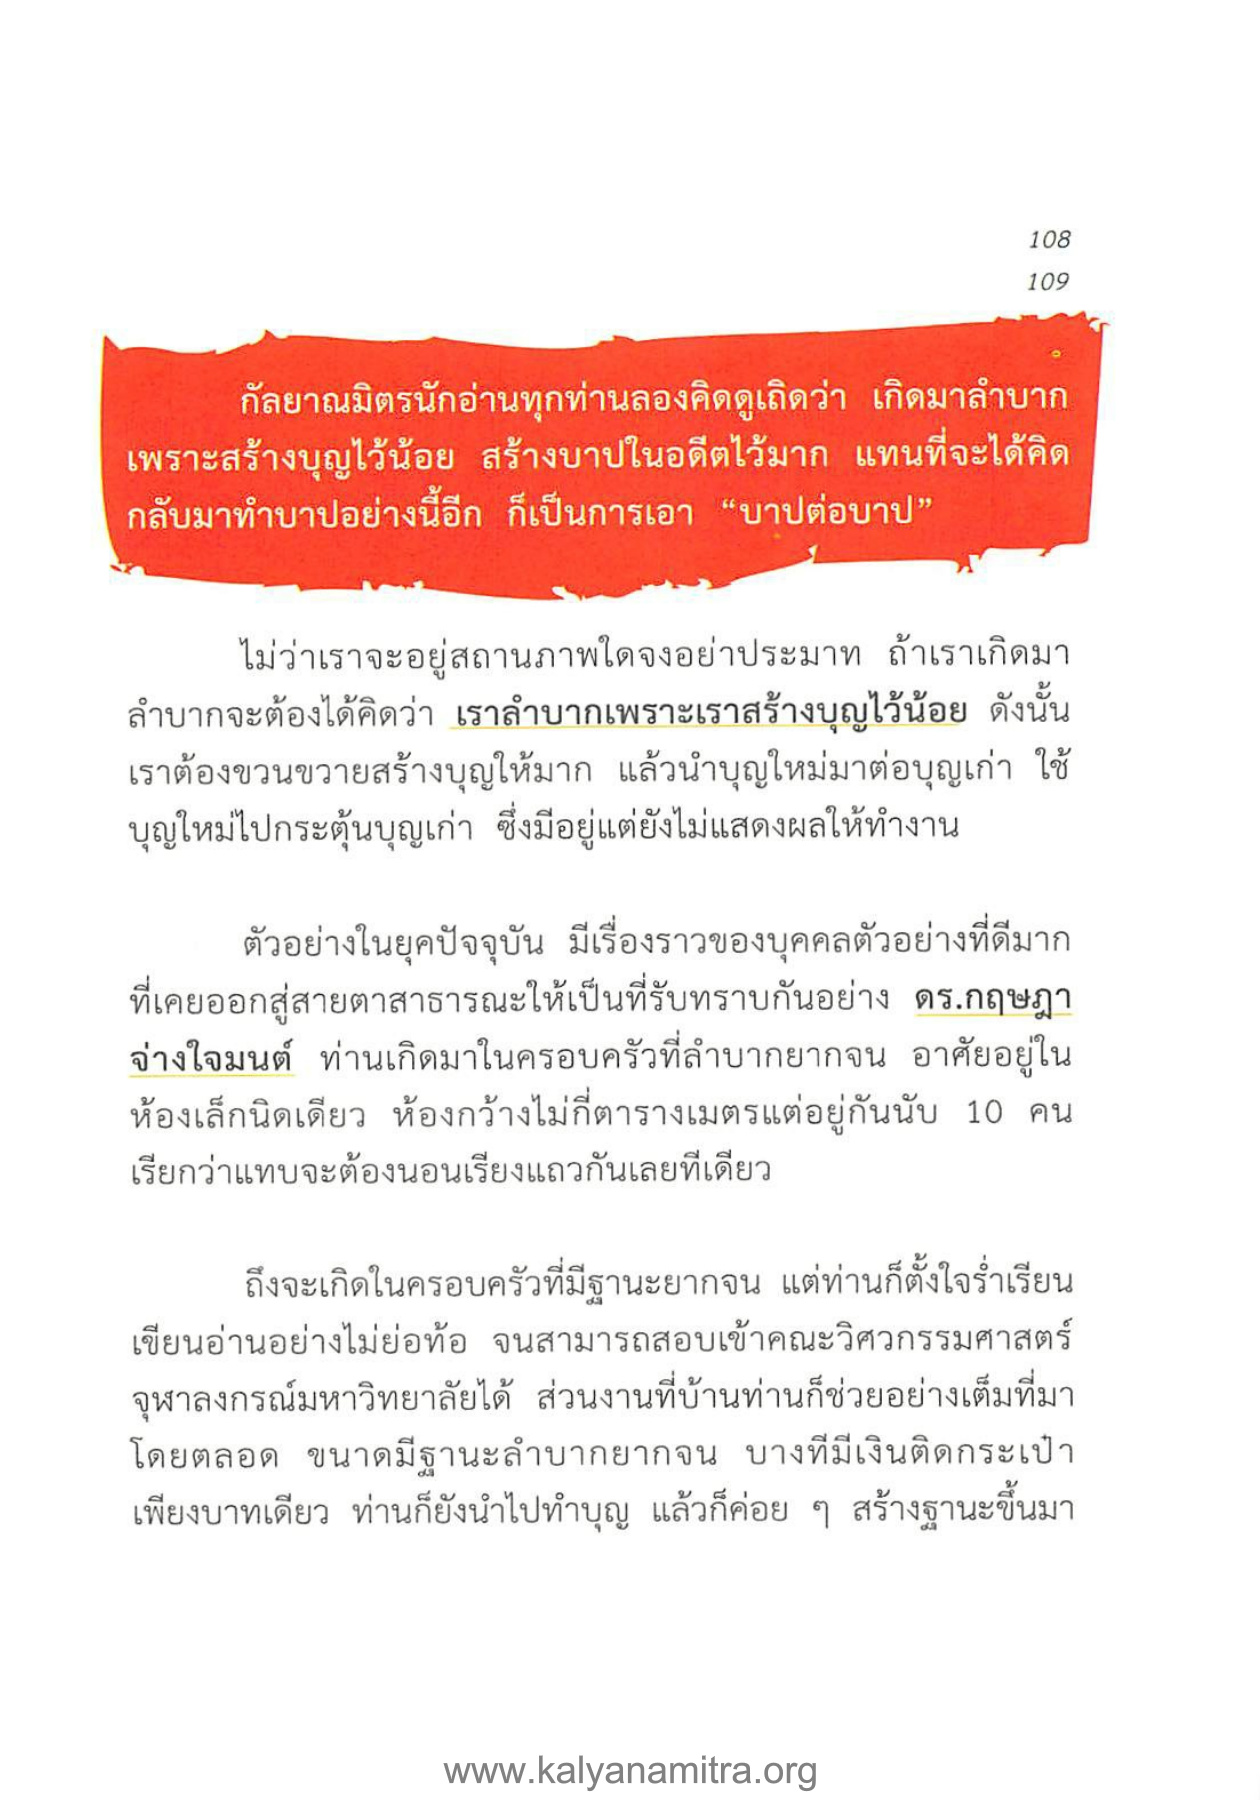 108
109
กัลยาณมิตรนักอ่านทุกท่านลองคิดดูเถิดว่า เกิดมาลำบาก
เพราะสร้างบุญไว้น้อย สร้างบาปในอดีตไว้มาก แทนที่จะได้คิด
กลับมาทำบาปอย่างนี้อีก ก็เป็นการเอา “บาปต่อบาป”
ไม่ว่าเราจะอยู่สถานภาพใดจงอย่าประมาท ถ้าเราเกิดมา
ลำบากจะต้องได้คิดว่า เราลำบากเพราะเราสร้างบุญไว้น้อย ดังนั้น
เราต้องขวนขวายสร้างบุญให้มาก แล้วนำบุญใหม่มาต่อบุญเก่า ใช้
บุญใหม่ไปกระตุ้นบุญเก่า ซึ่งมีอยู่แต่ยังไม่แสดงผลให้ทำงาน
ตัวอย่างในยุคปัจจุบัน มีเรื่องราวของบุคคลตัวอย่างที่ดีมาก
ที่เคยออกสู่สายตาสาธารณะให้เป็นที่รับทราบกันอย่าง ดร.กฤษฎา
จ่างใจมนต์ ท่านเกิดมาในครอบครัวที่ลำบากยากจน อาศัยอยู่ใน
ห้องเล็กนิดเดียว ห้องกว้างไม่กี่ตารางเมตรแต่อยู่กันนับ 10 คน
เรียกว่าแทบจะต้องนอนเรียงแถวกันเลยทีเดียว
ถึงจะเกิดในครอบครัวที่มีฐานะยากจน แต่ท่านก็ตั้งใจร่ำเรียน
เขียนอ่านอย่างไม่ย่อท้อ จนสามารถสอบเข้าคณะวิศวกรรมศาสตร์
จุฬาลงกรณ์มหาวิทยาลัยได้ ส่วนงานที่บ้านท่านก็ช่วยอย่างเต็มที่มา
โดยตลอด ขนาดมีฐานะลำบากยากจน บางทีมีเงินติดกระเป๋า
เพียงบาทเดียว ท่านก็ยังนำไปทำบุญ แล้วก็ค่อย ๆ สร้างฐานะขึ้นมา
www.kalyanamitra.org